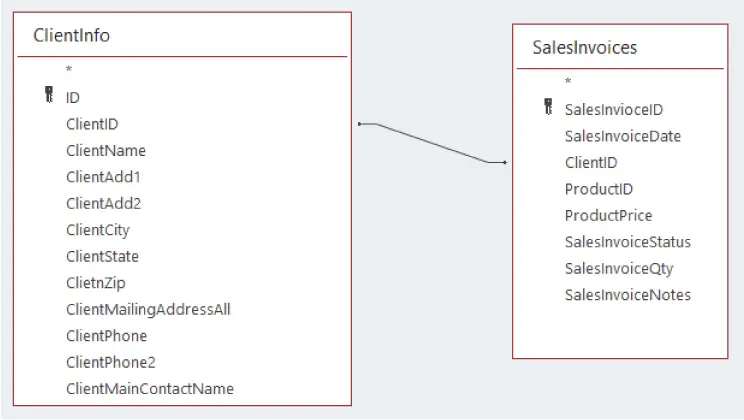 ClientInfo
*
ID
ClientID
ClientName
ClientAdd1
ClientAdd2
ClientCity
ClientState
ClietnZip
ClientMailingAddressAll
ClientPhone
ClientPhone2
ClientMainContactName
SalesInvoices
*
SalesInvioceID
SalesInvoiceDate
ClientID
ProductID
ProductPrice
SalesInvoiceStatus
SalesInvoiceQty
SalesInvoiceNotes